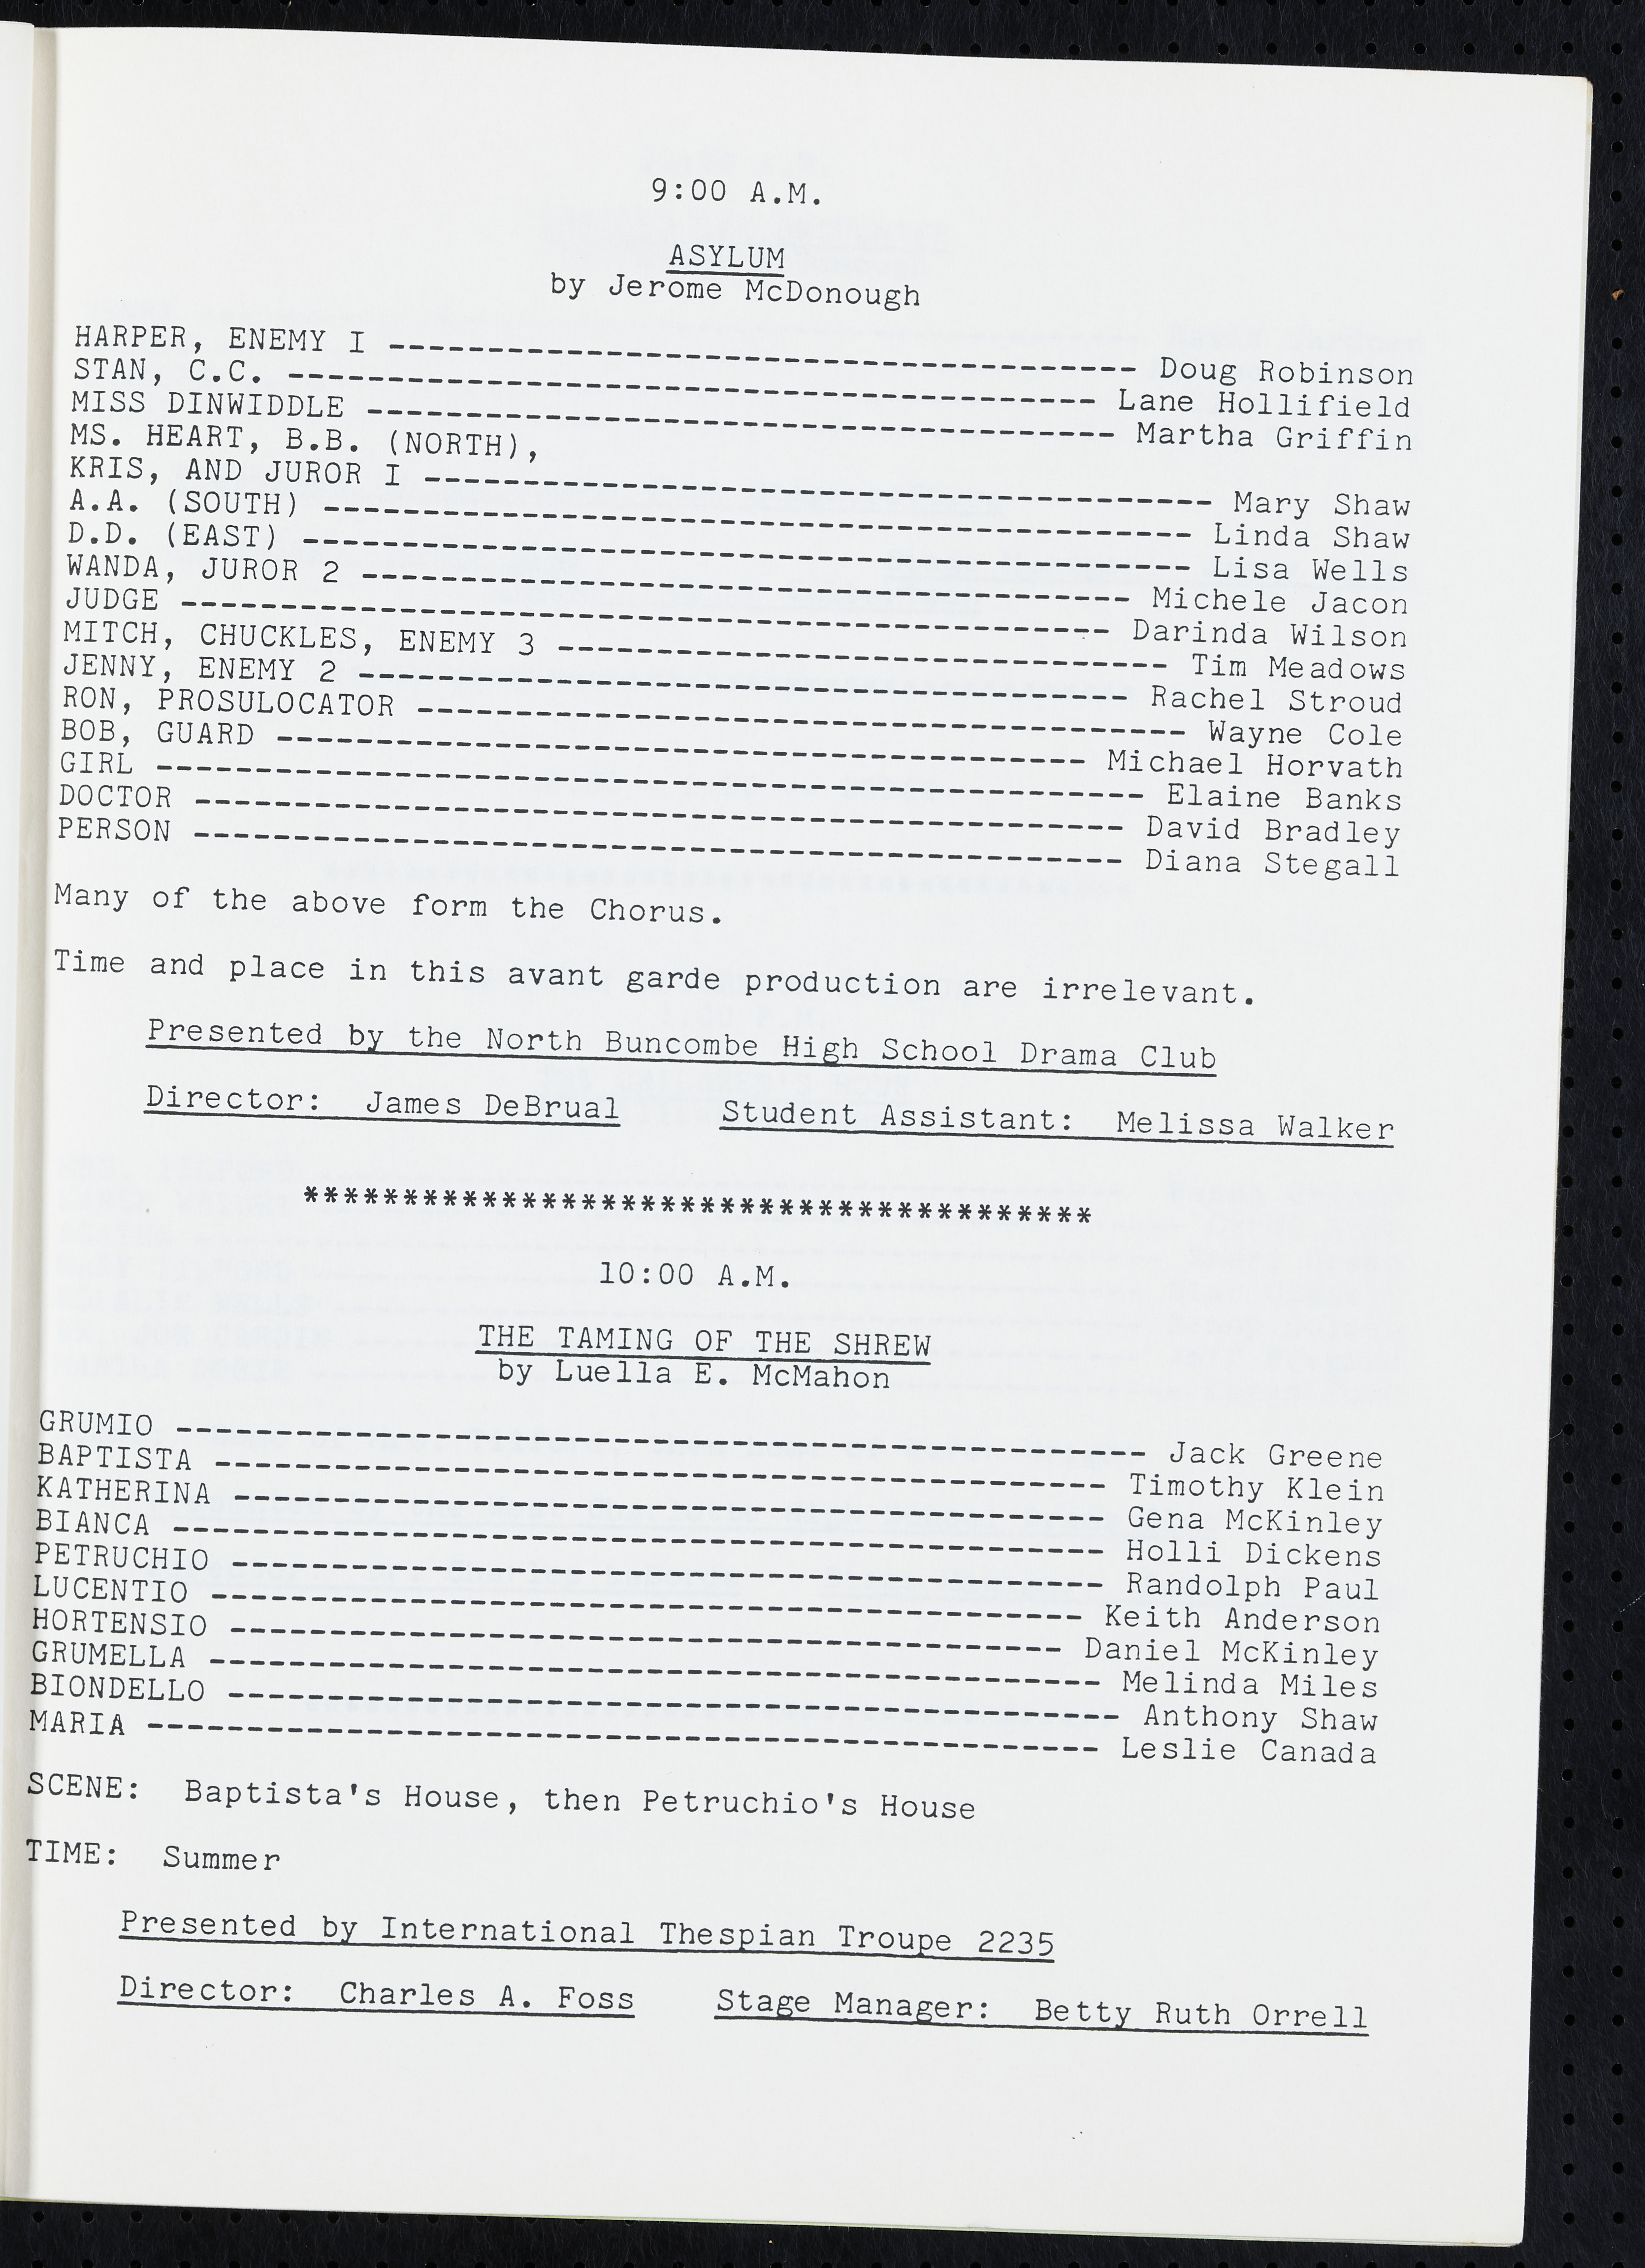 9:00 A.M.
ASYLUM
by Jerome McDonough
HARPER, ENEMY I -------------------------------------- Doug Robinson
STAN, C.C. ----------------------------------------- Lane Hollifield
MISS DINWIDDLE -------------------------------------- Martha Griffin
MS. HEART, B.B. (NORTH),
KRIS, AND JUROR I ---------------------------------------- Mary Shaw
A.A. (SOUTH) -------------------------------------------- Linda Shaw
D.D. (EAST) --------------------------------------------- Lisa Wells
WANDA, JUROR 2 --------------------------------------- Michele Jacon
JUDGE ----------------------------------------------- Darinda Wilson
MITCH, CHUCKLES, ENEMY 3 ------------------------------- Tim Meadows
JENNY, ENEMY 2 --------------------------------------- Rachel Stroud
RON, PROSULOCATOR --------------------------------------- Wayne Cole
BOB, GUARD ----------------------------------------- Michael Horvath
GIRL -------------------------------------------------- Elaine Banks
DOCTOR ----------------------------------------------- David Bradley
PERSON ----------------------------------------------- Diana Stegall
Many of the above form the Chorus.
Time and place in this avant garde production are irrelevant.
Presented by the North Buncombe High School Drama Club
Director: James DeBrual Student Assistant: Melissa Walker
****************************************
10:00 A.M.
THE TAMING OF THE SHREW
by Luella E. McMahon
GRUMIO ------------------------------------------------- Jack Greene
BAPTISTA --------------------------------------------- Timothy Klein
KATHERINA -------------------------------------------- Gena McKinley
BIANCA ----------------------------------------------- Holli Dickens
PETRUCHIO -------------------------------------------- Randolph Paul
LUCENTIO -------------------------------------------- Keith Anderson
HORTENSIO ------------------------------------------ Daniel McKinley
GRUMELLA --------------------------------------------- Melinda Miles
BIONDELLO --------------------------------------------- Anthony Shaw
MARIA ------------------------------------------------ Leslie Canada
SCENE: Baptista's House, then Petruchio's House
TIME: Summer
Presented by International Thespian Troupe 2235
Director: Charles A. Foss Stage Manager: Betty Ruth Orrell